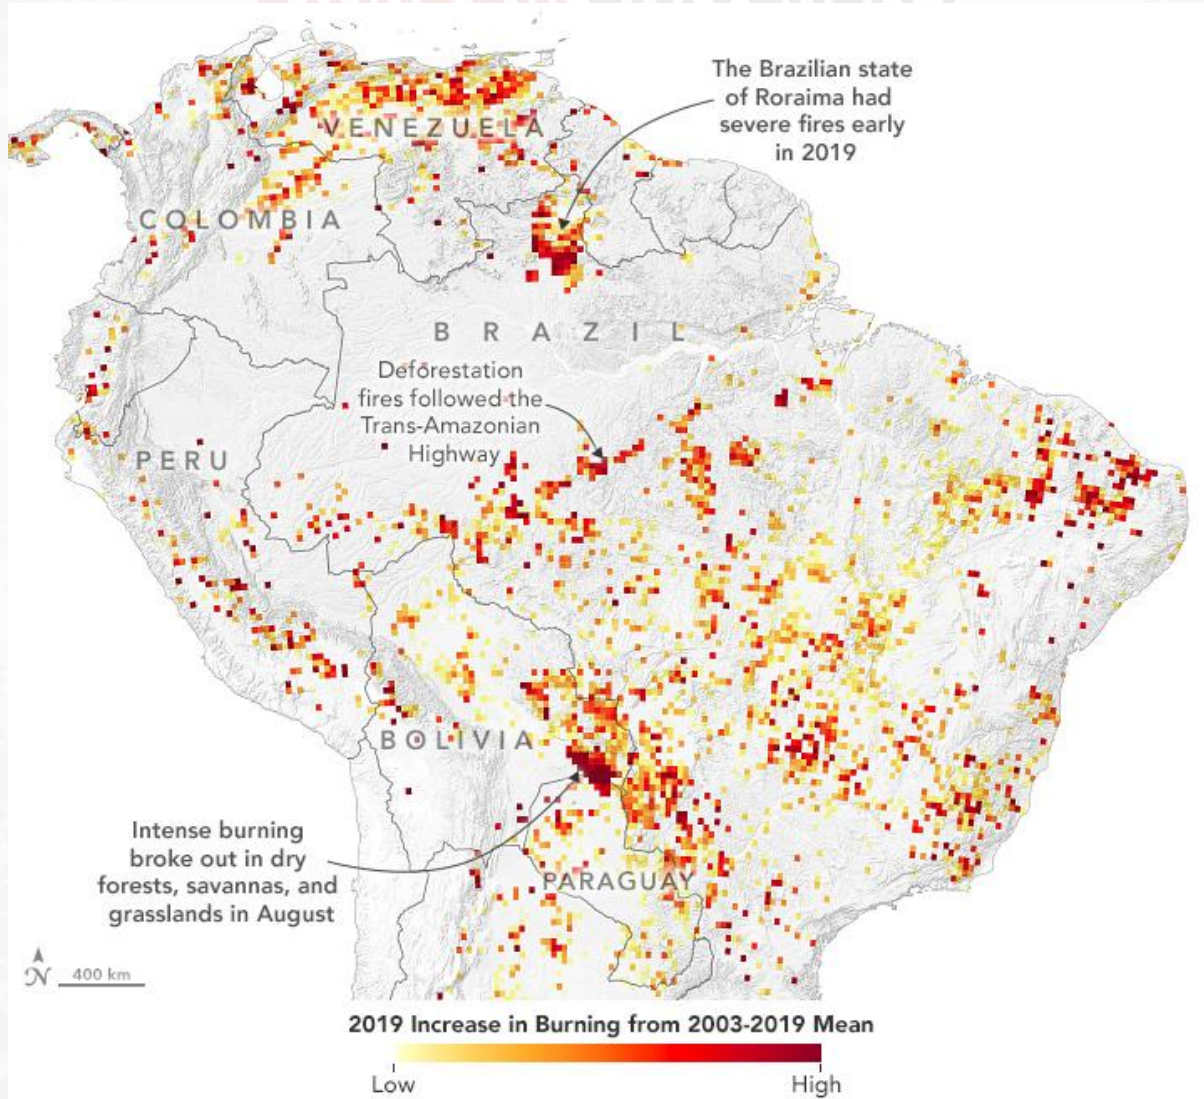 The Brazilian state
of Roraima had
severe fires early
in 2019
VENEZUELA
COLOMBIA
BRAZIL
Deforestation
fires followed the
Trans-Amazonian
Highway
PERU
BOLIVIA
Intense burning
broke out in dry
forests, savannas, and
grasslands in August
PARAGUAY
N
400 km
2019 Increase in Burning from 2003-2019 Mean
Low
High